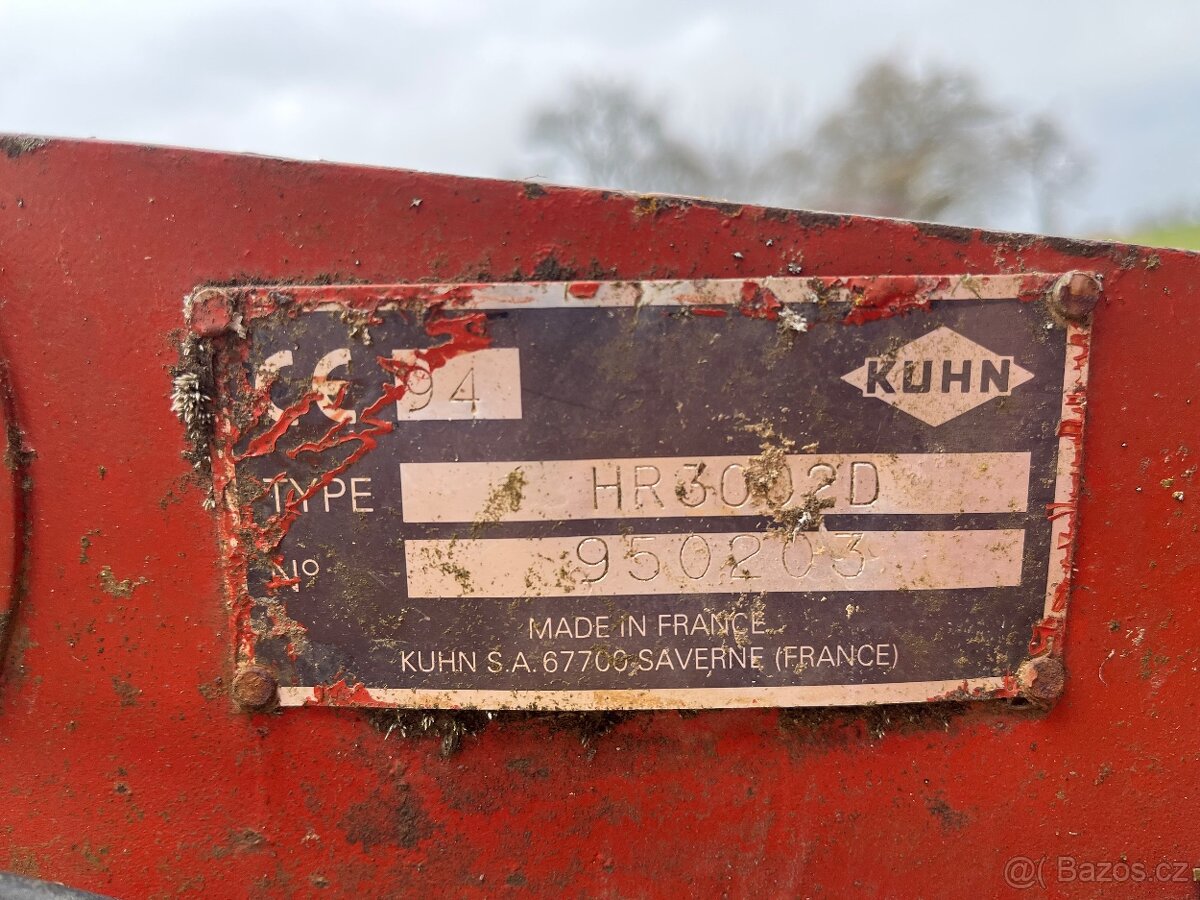 CE 94
KUHN
TYPE HR3002D
Nº 950203
MADE IN FRANCE
KUHN S.A. 67700 SAVERNE (FRANCE)
@( Bazos.cz